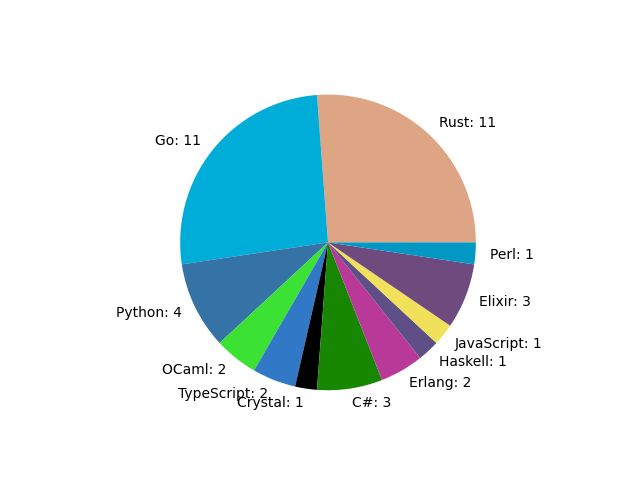 Rust: 11
Go: 11
Python: 4
OCaml: 2
TypeScript: 2
Crystal: 1
C#: 3
Erlang: 2
Haskell: 1
JavaScript: 1
Elixir: 3
Perl: 1